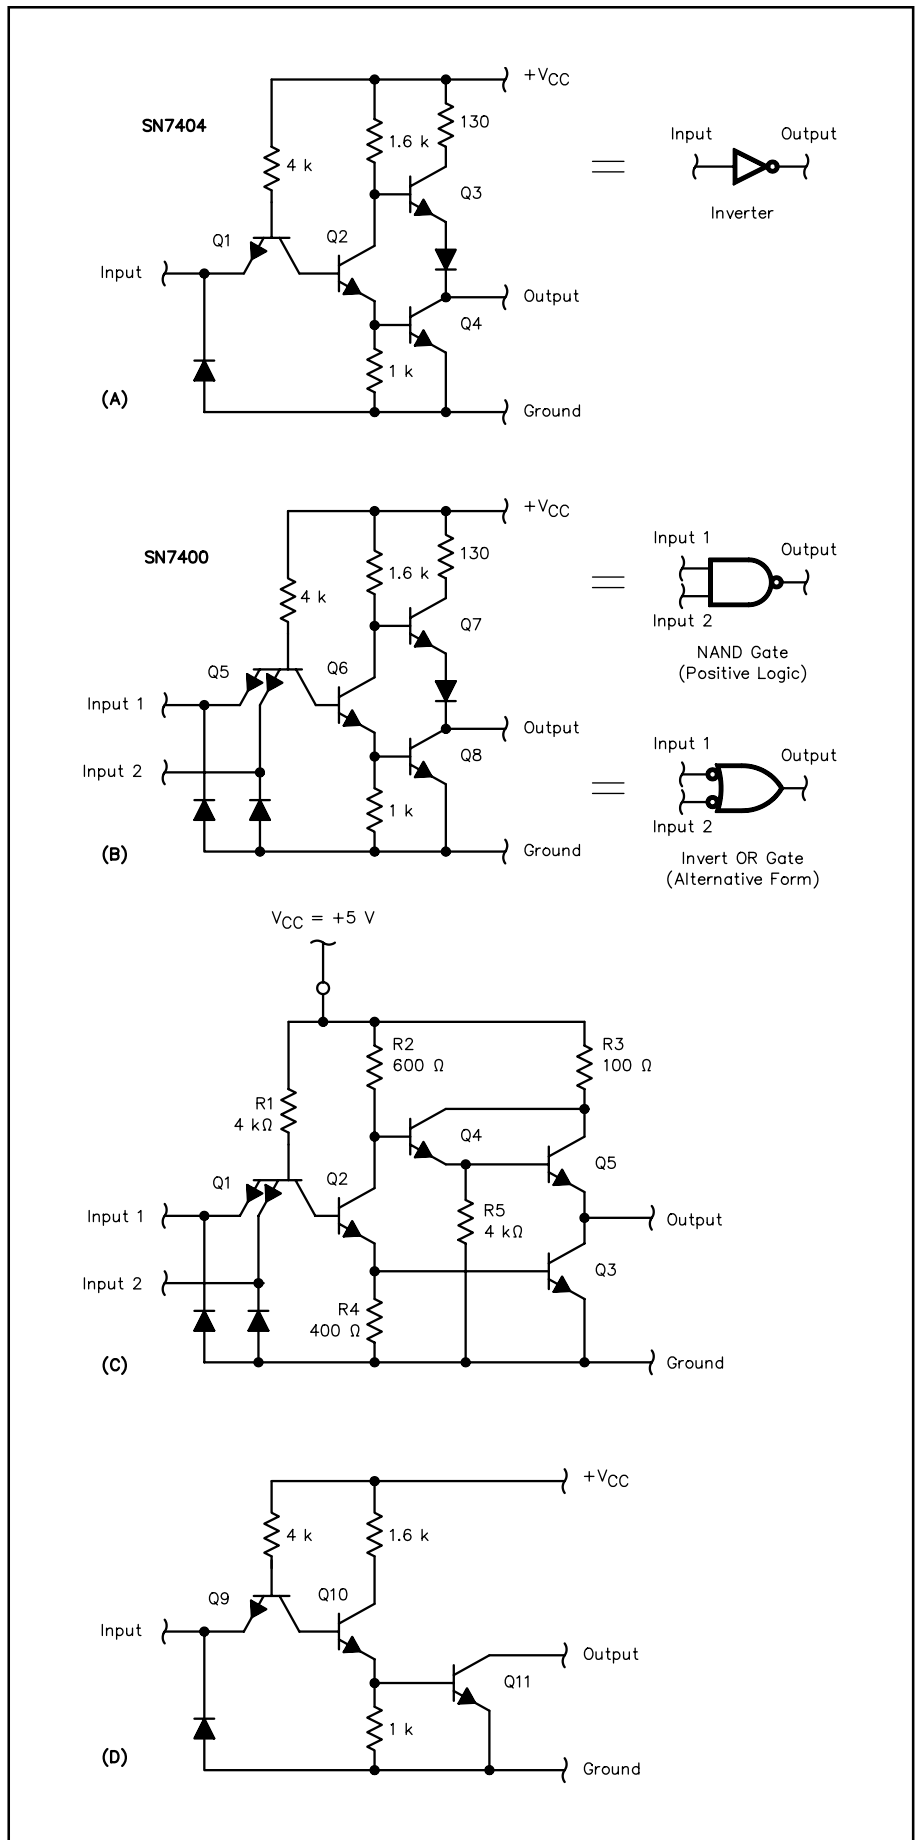 +VCC
SN7404
130
1.6 k
4 k
Q3
Q1
Q2
Input
Output
Q4
1 k
(A)
Ground
Input
Output
Inverter
+VCC
SN7400
130
1.6 k
4 k
Q7
Q5
Q6
Input 1
Output
Input 2
Q8
1 k
(B)
Ground
Input 1
Output
Input 2
NAND Gate
(Positive Logic)
Input 1
Output
Input 2
Invert OR Gate
(Alternative Form)
VCC = +5 V
R2
600 Ω
R3
100 Ω
R1
4 kΩ
Q4
Q1
Q2
Q5
Input 1
R5
4 kΩ
Output
Input 2
Q3
R4
400 Ω
(C)
Ground
+VCC
4 k
1.6 k
Q9
Q10
Input
Output
Q11
1 k
(D)
Ground